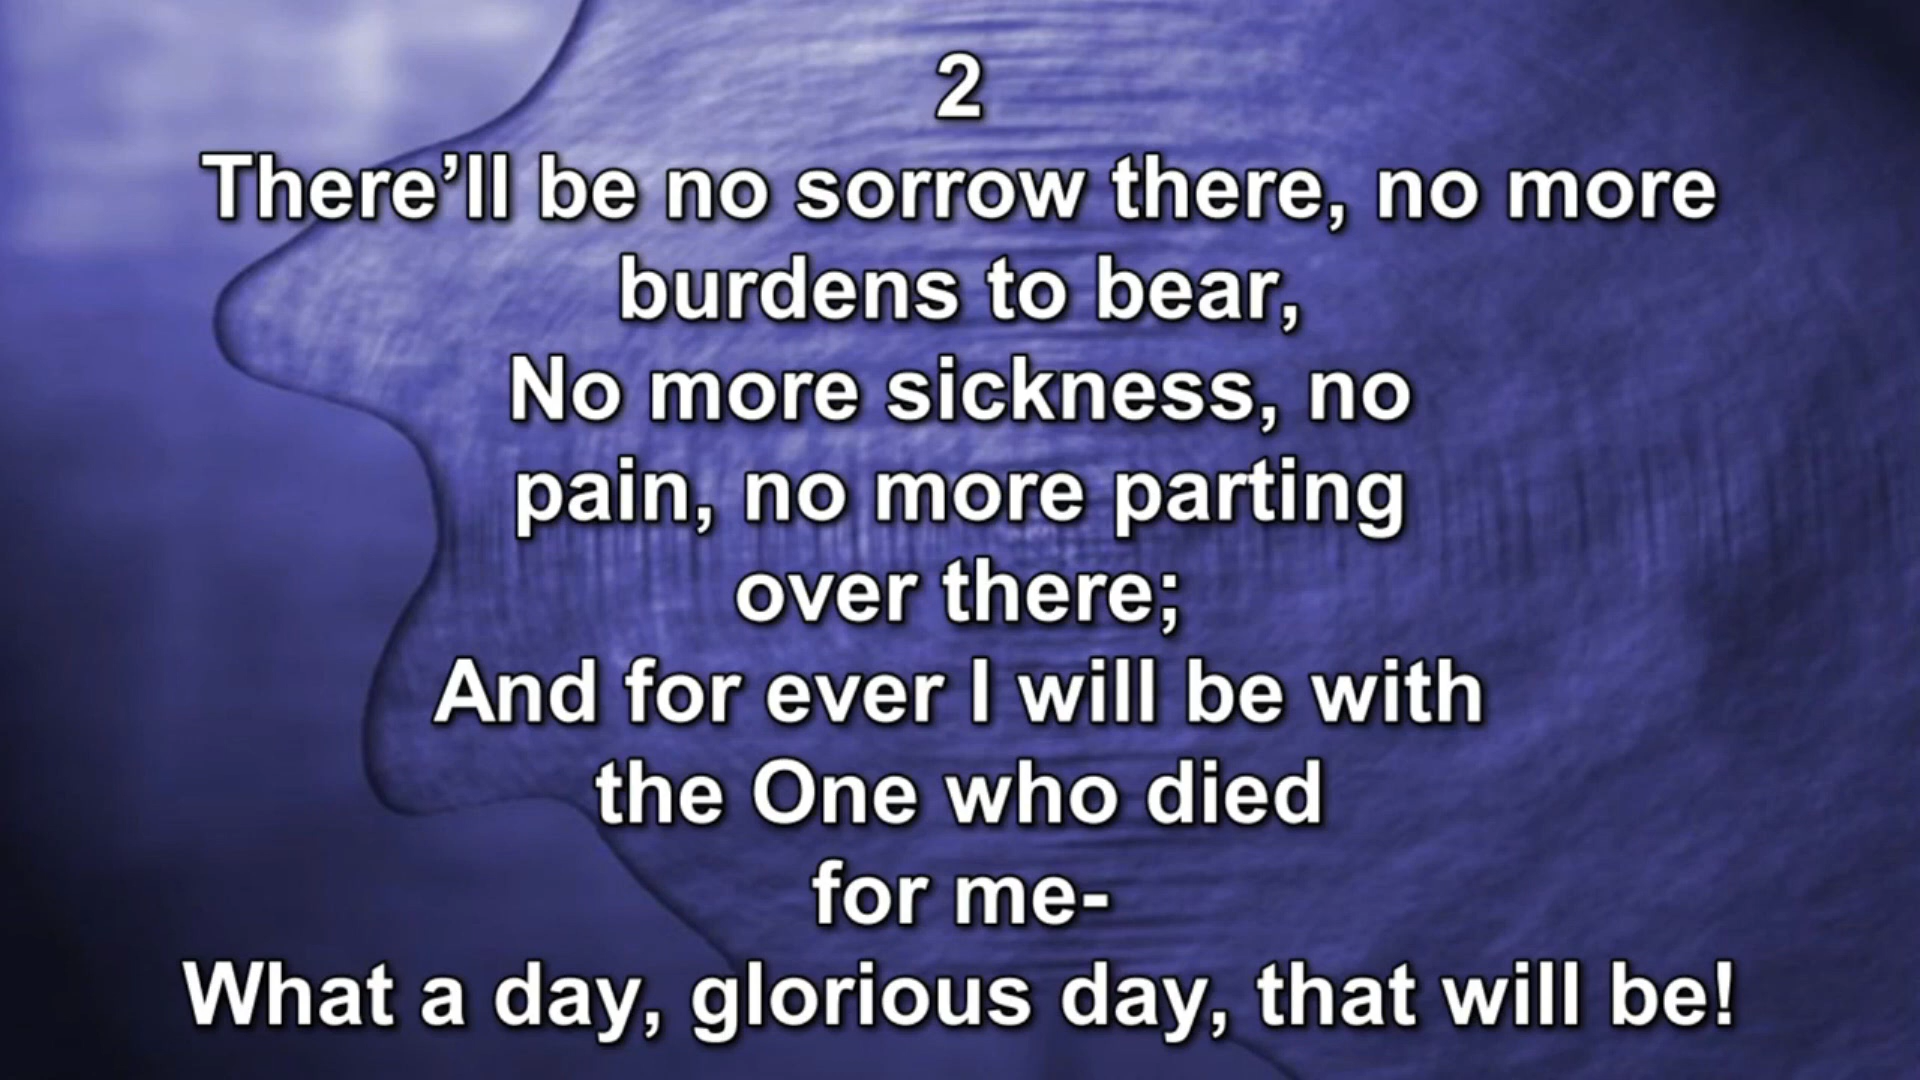 2
There’ll be no sorrow there, no more
burdens to bear,
No more sickness, no
pain, no more parting
over there;
And for ever I will be with
the One who died
for me-
What a day, glorious day, that will be!